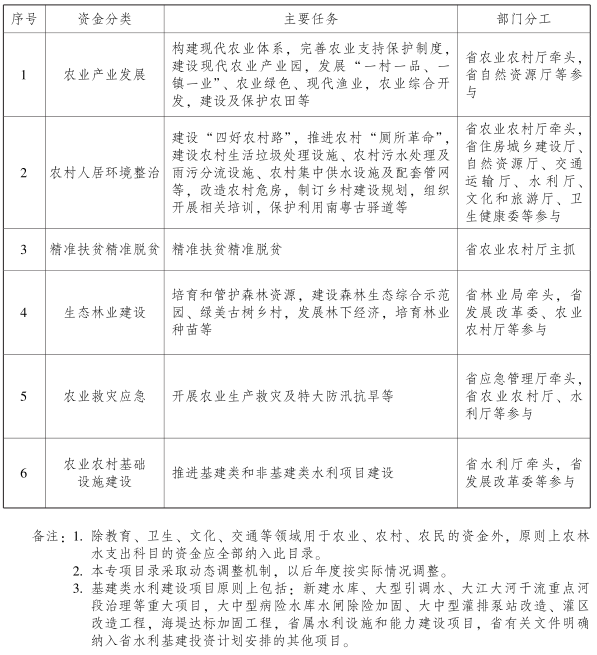 序号 资金分类 主要任务 部门分工
1 农业产业发展
构建现代农业体系，完善农业支持保护制度，
建设现代农业产业园，发展“一村一品、一
镇一业”、农业绿色、现代渔业，农业综合开
发，建设及保护农田等
省农业农村厅牵头，
省自然资源厅等参
与
2 农村人居环境整治
建设“四好农村路”，推进农村“厕所革命”，
建设农村生活垃圾处理设施、农村污水处理及
雨污分流设施、农村集中供水设施及配套管网
等，改造农村危房，制订乡村建设规划，组织
开展相关培训，保护利用南粤古驿道等
省农业农村厅牵头，
省住房城乡建设厅、
自然资源厅、交通
运输厅、水利厅、
文化和旅游厅、卫
生健康委等参与
3 精准扶贫精准脱贫 精准扶贫精准脱贫 省农业农村厅主抓
4 生态林业建设
培育和管护森林资源，建设森林生态综合示范
园、绿美古树乡村，发展林下经济，培育林业
种苗等
省林业局牵头，省
发展改革委、农业
农村厅等参与
5 农业救灾应急
开展农业生产救灾及特大防汛抗旱等
省应急管理厅牵头，
省农业农村厅、水
利厅等参与
6 农业农村基础
设施建设
推进基建类和非基建类水利项目建设
省水利厅牵头，省
发展改革委等参与
备注：1. 除教育、卫生、文化、交通等领域用于农业、农村、农民的资金外，原则上农林
水支出科目的资金应全部纳入此目录。
2. 本专项目录采取动态调整机制，以后年度按实际情况调整。
3. 基建类水利建设项目原则上包括：新建水库、大型引调水、大江大河干流重点河
段治理等重大项目，大中型病险水库水闸除险加固、大中型灌排泵站改造、灌区
改造工程，海堤达标加固工程，省属水利设施和能力建设项目，省有关文件明确
纳入省水利基建投资计划安排的其他项目。